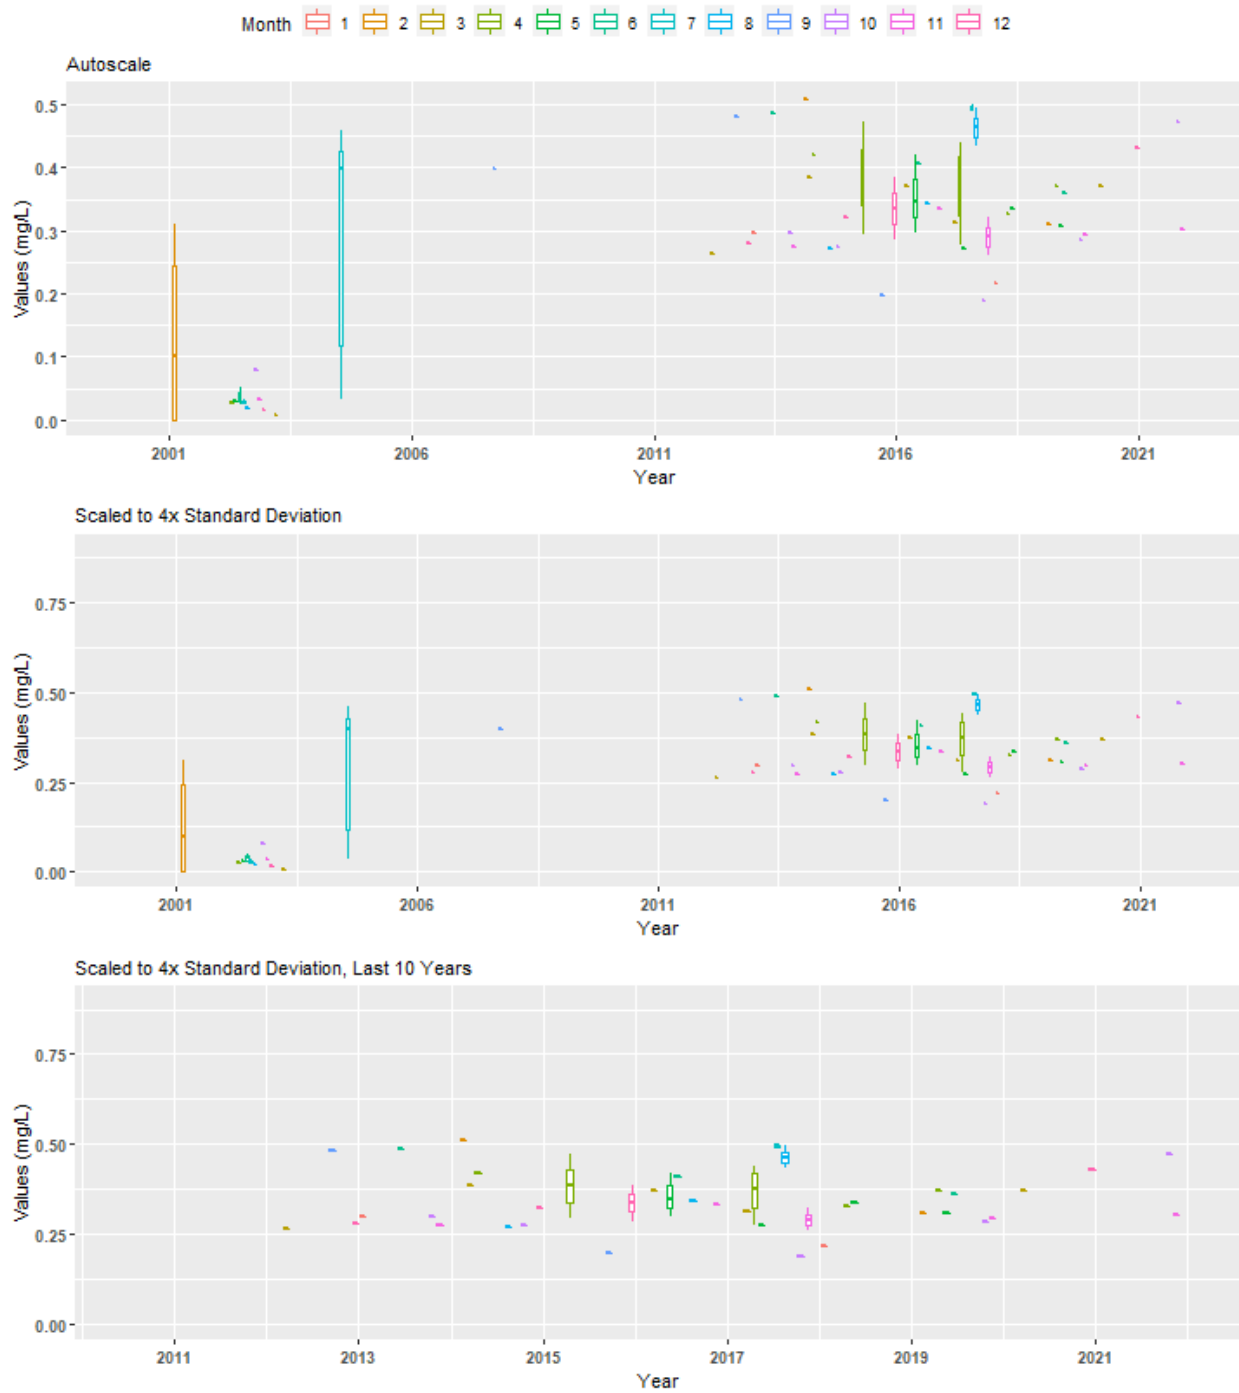 Month 1 2 3 4 5 6 7 8 9 10 11 12
Autoscale
Values (mg/L)
0.5
0.4
0.3
0.2
0.1
0.0
2001 2006 2011 2016 2021
Year
Scaled to 4x Standard Deviation
Values (mg/L)
0.75
0.50
0.25
0.00
2001 2006 2011 2016 2021
Year
Scaled to 4x Standard Deviation, Last 10 Years
Values (mg/L)
0.75
0.50
0.25
0.00
2011 2013 2015 2017 2019 2021
Year